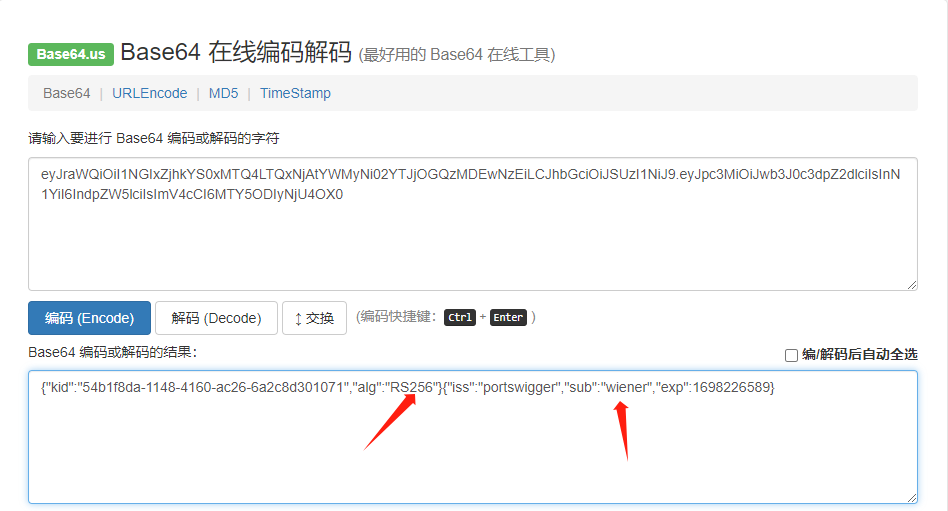 Base64.us Base64 在线编码解码 (最好用的 Base64 在线工具)
Base64 | URLEncode | MD5 | TimeStamp
请输入要进行 Base64 编码或解码的字符
eyJraWQiOiI1NGIxZjhkYS0xMTQ4LTQxNjAtYWMyNi02YTJjOGQzMDEwNzEiLCJhbGciOiJSUzI1NiJ9.eyJpc3MiOiJwb3J0c3dpZ2dlciIsInN
1YiI6IndpZW5lciIsImV4cCI6MTY5ODIyNjU4OX0
编码 (Encode) 解码 (Decode) ↕ 交换 (编码快捷键： Ctrl + Enter )
Base64 编码或解码的结果： 编/解码后自动全选
{"kid":"54b1f8da-1148-4160-ac26-6a2c8d301071","alg":"RS256"}{"iss":"portswigger","sub":"wiener","exp":1698226589}